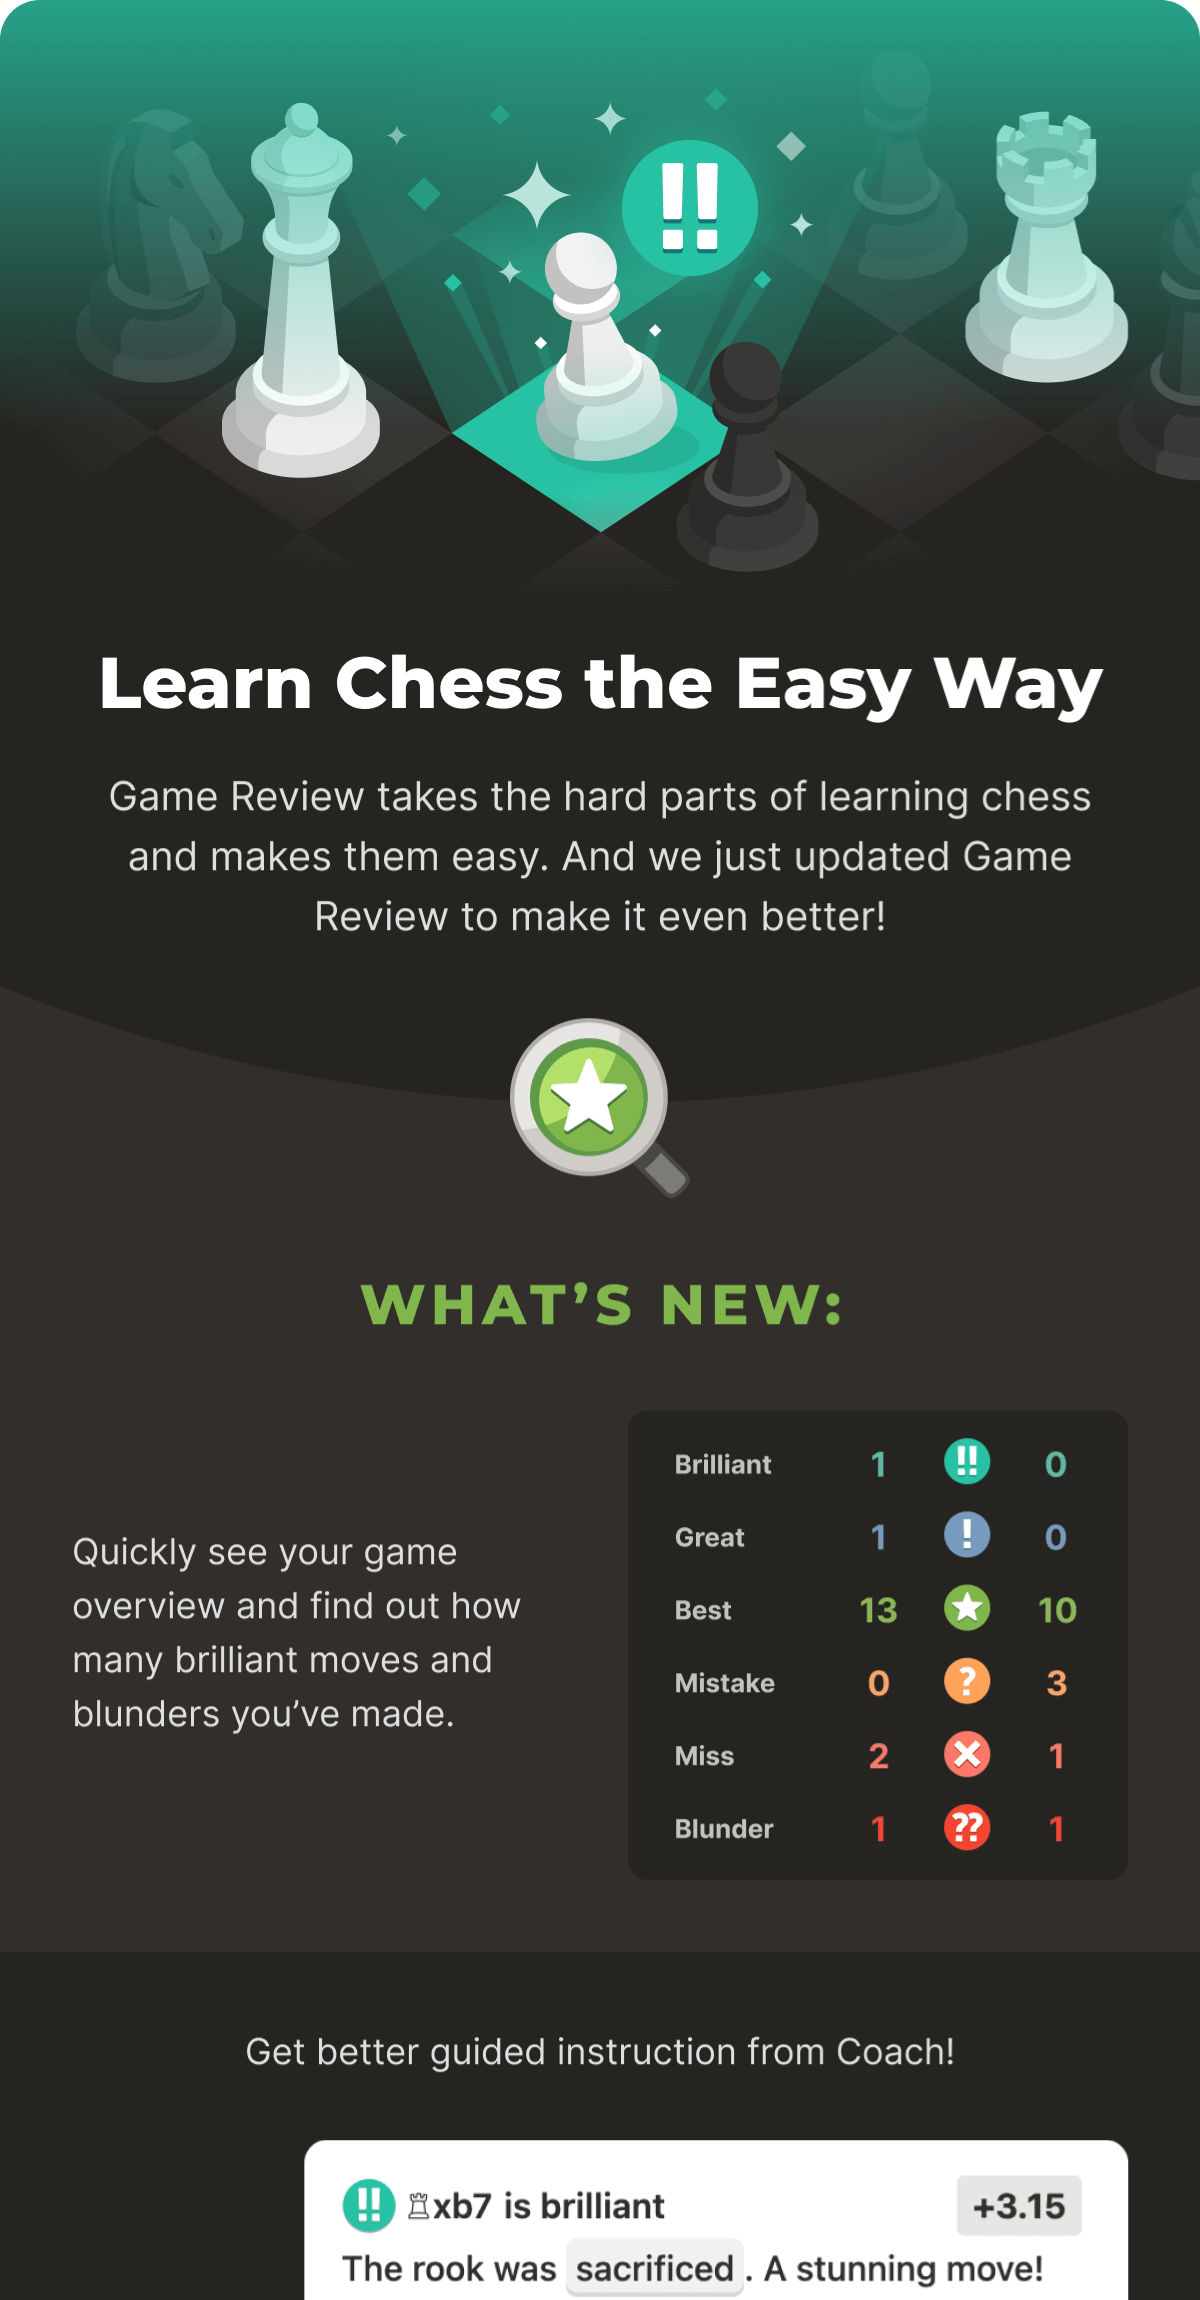 !!
Learn Chess the Easy Way
Game Review takes the hard parts of learning chess
and makes them easy. And we just updated Game
Review to make it even better!
WHAT’S NEW:
Quickly see your game
overview and find out how
many brilliant moves and
blunders you’ve made.
Brilliant 1 !! 0
Great 1 ! 0
Best 13 10
Mistake 0 ? 3
Miss 2 1
Blunder 1 ?? 1
Get better guided instruction from Coach!
!! ♖xb7 is brilliant +3.15
The rook was sacrificed. A stunning move!